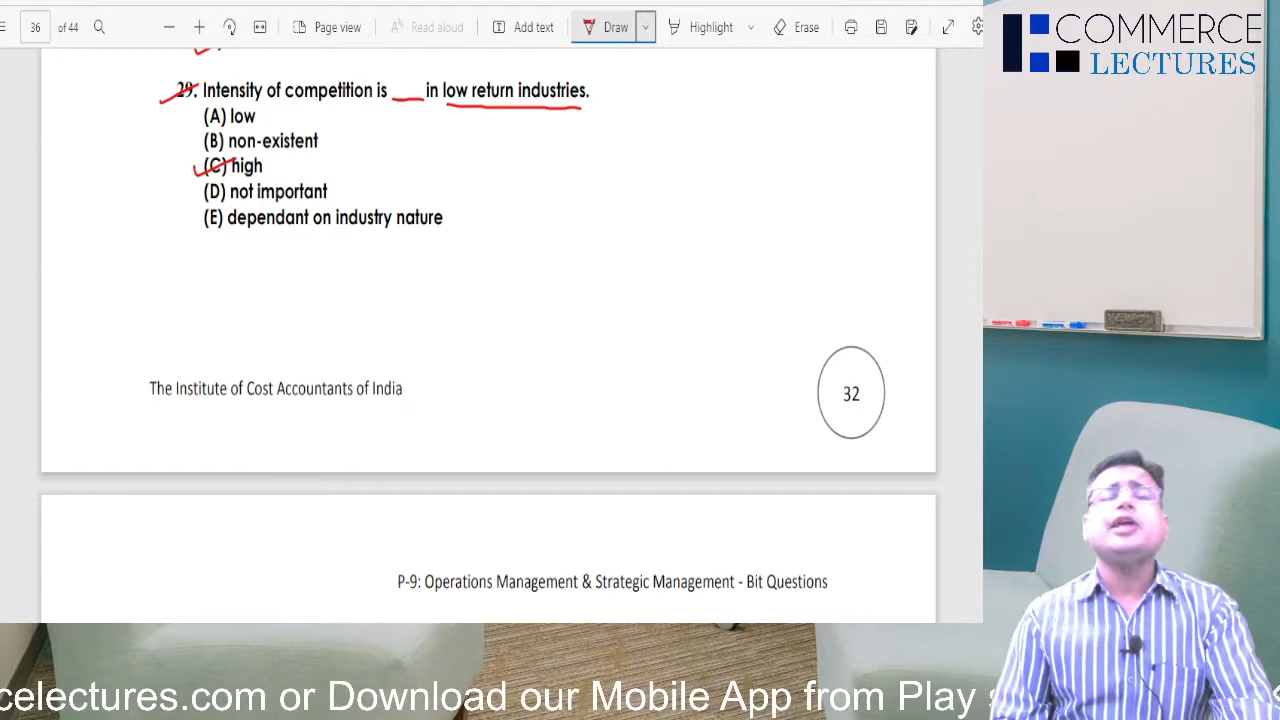 36 of 44 Page view Read aloud Add text Draw Highlight Erase
COMMERCE
LECTURES
29. Intensity of competition is ___ in low return industries.
(A) low
(B) non-existent
(C) high
(D) not important
(E) dependant on industry nature
The Institute of Cost Accountants of India
32
P-9: Operations Management & Strategic Management - Bit Questions
celectures.com or Download our Mobile App from Play